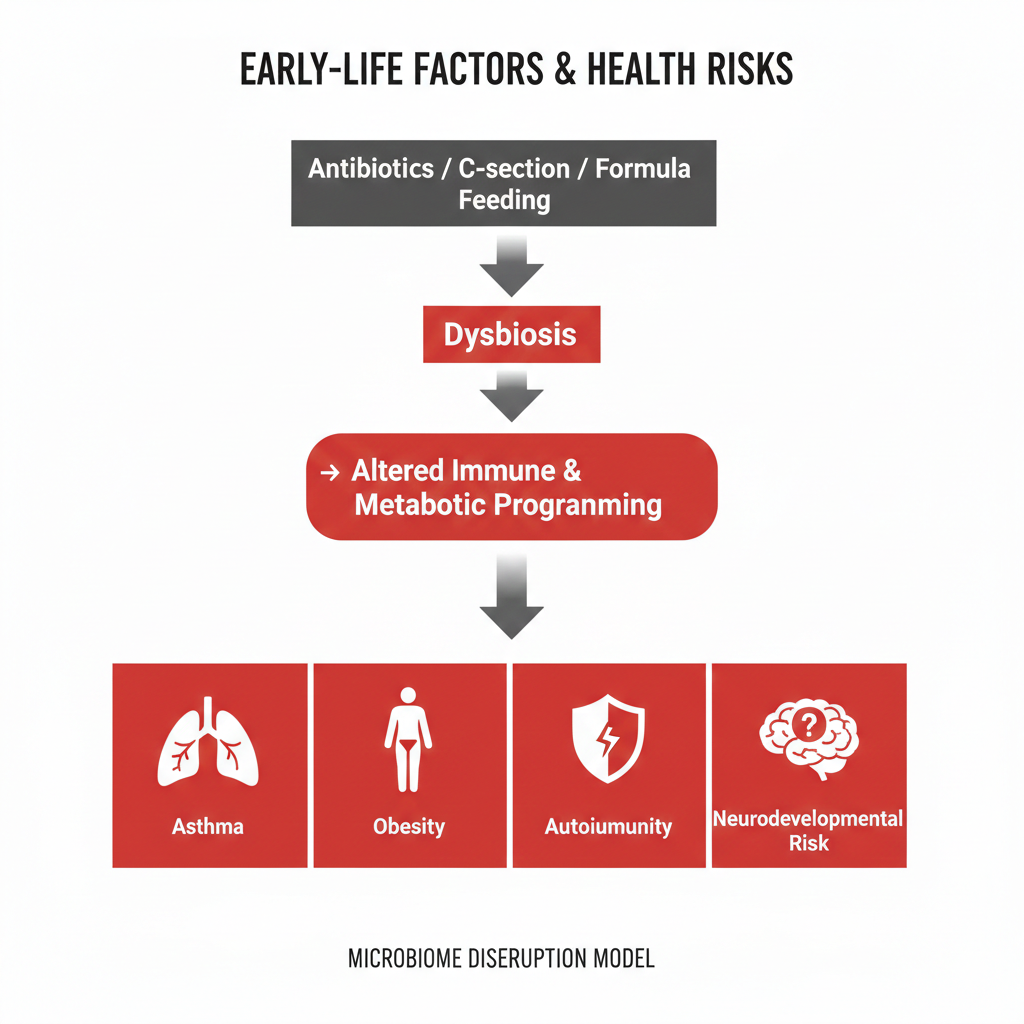 EARLY-LIFE FACTORS & HEALTH RISKS
Antibiotics / C-section / Formula
Feeding
Dysbiosis
→ Altered Immune &
Metabotic Progranming
?
Asthma
Obesity
Autoiumunity
Neurodevelopmental
Risk
MICROBIOME DISERUPTION MODEL